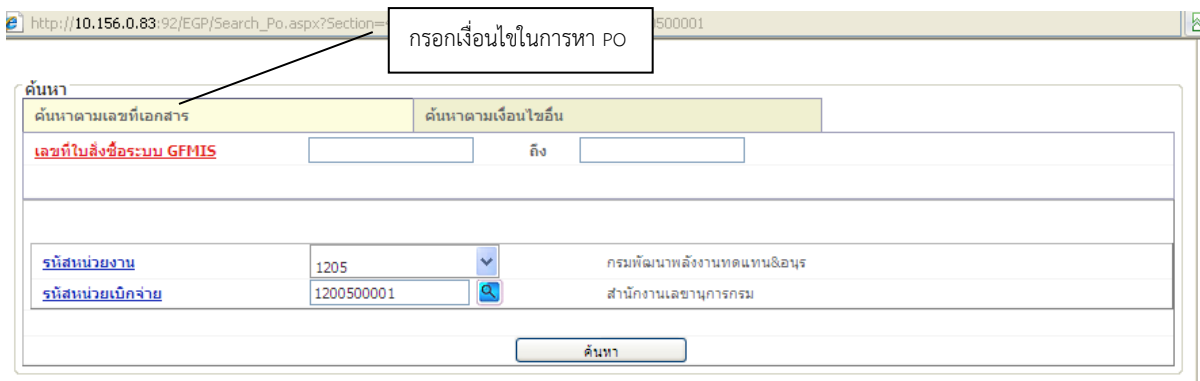 http://10.156.0.83:92/EGP/Search_Po.aspx?Section= 500001
กรอกเงื่อนไขในการหา PO
ค้นหา
ค้นหาตามเลขที่เอกสาร ค้นหาตามเงื่อนไขอื่น
เลขที่ใบสั่งซื้อระบบ GFMIS ถึง
รหัสหน่วยงาน 1205 กรมพัฒนาพลังงานทดแทน&อนุร
รหัสหน่วยเบิกจ่าย 1200500001 สำนักงานเลขานุการกรม
ค้นหา